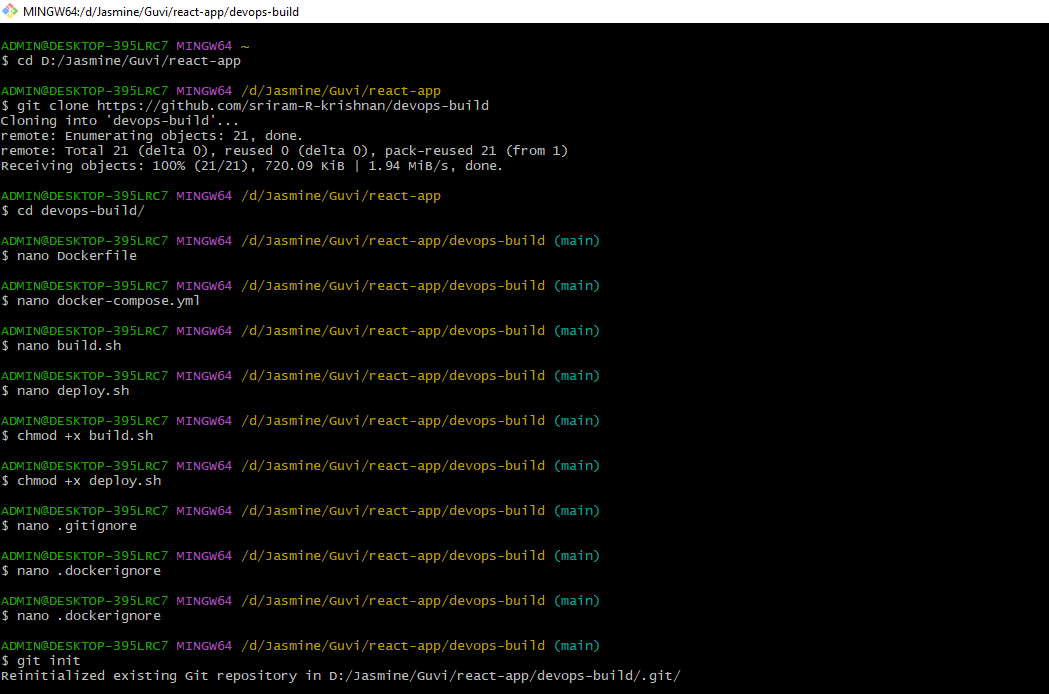 MINGW64:/d/Jasmine/Guvi/react-app/devops-build
ADMIN@DESKTOP-395LRC7 MINGW64 ~
$ cd D:/Jasmine/Guvi/react-app
ADMIN@DESKTOP-395LRC7 MINGW64 /d/Jasmine/Guvi/react-app
$ git clone https://github.com/sriram-R-krishnan/devops-build
Cloning into 'devops-build'...
remote: Enumerating objects: 21, done.
remote: Total 21 (delta 0), reused 0 (delta 0), pack-reused 21 (from 1)
Receiving objects: 100% (21/21), 720.09 KiB | 1.94 MiB/s, done.
ADMIN@DESKTOP-395LRC7 MINGW64 /d/Jasmine/Guvi/react-app
$ cd devops-build/
ADMIN@DESKTOP-395LRC7 MINGW64 /d/Jasmine/Guvi/react-app/devops-build (main)
$ nano Dockerfile
ADMIN@DESKTOP-395LRC7 MINGW64 /d/Jasmine/Guvi/react-app/devops-build (main)
$ nano docker-compose.yml
ADMIN@DESKTOP-395LRC7 MINGW64 /d/Jasmine/Guvi/react-app/devops-build (main)
$ nano build.sh
ADMIN@DESKTOP-395LRC7 MINGW64 /d/Jasmine/Guvi/react-app/devops-build (main)
$ nano deploy.sh
ADMIN@DESKTOP-395LRC7 MINGW64 /d/Jasmine/Guvi/react-app/devops-build (main)
$ chmod +x build.sh
ADMIN@DESKTOP-395LRC7 MINGW64 /d/Jasmine/Guvi/react-app/devops-build (main)
$ chmod +x deploy.sh
ADMIN@DESKTOP-395LRC7 MINGW64 /d/Jasmine/Guvi/react-app/devops-build (main)
$ nano .gitignore
ADMIN@DESKTOP-395LRC7 MINGW64 /d/Jasmine/Guvi/react-app/devops-build (main)
$ nano .dockerignore
ADMIN@DESKTOP-395LRC7 MINGW64 /d/Jasmine/Guvi/react-app/devops-build (main)
$ nano .dockerignore
ADMIN@DESKTOP-395LRC7 MINGW64 /d/Jasmine/Guvi/react-app/devops-build (main)
$ git init
Reinitialized existing Git repository in D:/Jasmine/Guvi/react-app/devops-build/.git/